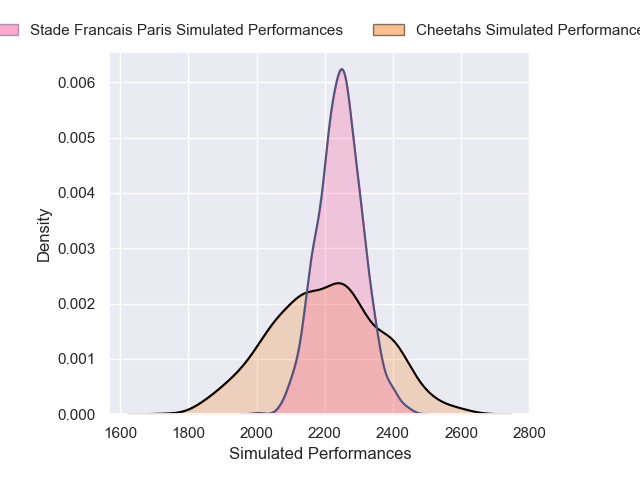 Stade Francais Paris Simulated Performances
Cheetahs Simulated Performance
0.006
0.005
0.004
0.003
0.002
0.001
0.000
Density
1600 1800 2000 2200 2400 2600 2800
Simulated Performances